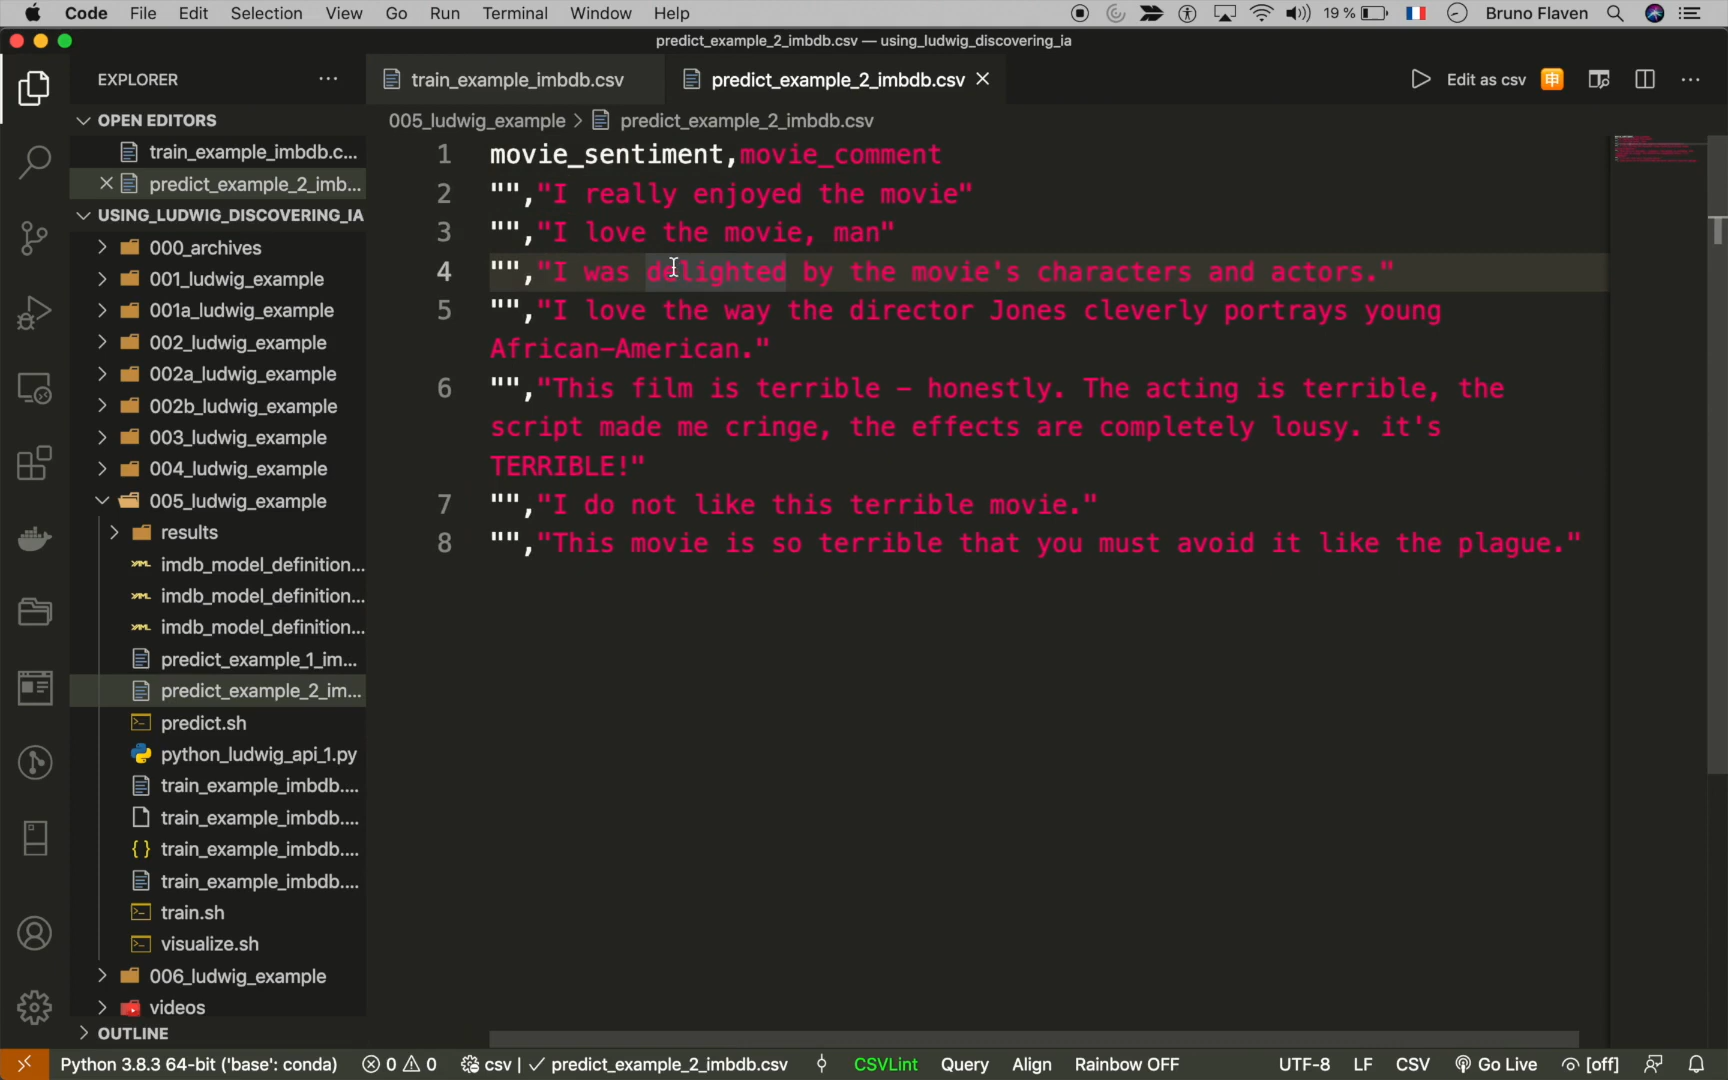 Code File Edit Selection View Go Run Terminal Window Help 19 % Bruno Flaven
predict_example_2_imbdb.csv — using_ludwig_discovering_ia
EXPLORER
train_example_imbdb.csv predict_example_2_imbdb.csv Edit as csv 申
OPEN EDITORS
train_example_imbdb.c...
predict_example_2_imb...
USING_LUDWIG_DISCOVERING_IA
000_archives
001_ludwig_example
001a_ludwig_example
002_ludwig_example
002a_ludwig_example
002b_ludwig_example
003_ludwig_example
004_ludwig_example
005_ludwig_example
results
imdb_model_definition...
imdb_model_definition...
imdb_model_definition...
predict_example_1_im...
predict_example_2_im...
predict.sh
python_ludwig_api_1.py
train_example_imbdb....
train_example_imbdb....
train_example_imbdb....
train_example_imbdb....
train.sh
visualize.sh
006_ludwig_example
videos
OUTLINE
005_ludwig_example > predict_example_2_imbdb.csv
1 movie_sentiment,movie_comment
2 "","I really enjoyed the movie"
3 "","I love the movie, man"
4 "","I was delighted by the movie's characters and actors."
5 "","I love the way the director Jones cleverly portrays young
African-American."
6 "","This film is terrible - honestly. The acting is terrible, the
script made me cringe, the effects are completely lousy. it's
TERRIBLE!"
7 "","I do not like this terrible movie."
8 "","This movie is so terrible that you must avoid it like the plague."
Python 3.8.3 64-bit ('base': conda) 0 0 csv | ✓ predict_example_2_imbdb.csv CSVLint Query Align Rainbow OFF UTF-8 LF CSV Go Live [off]